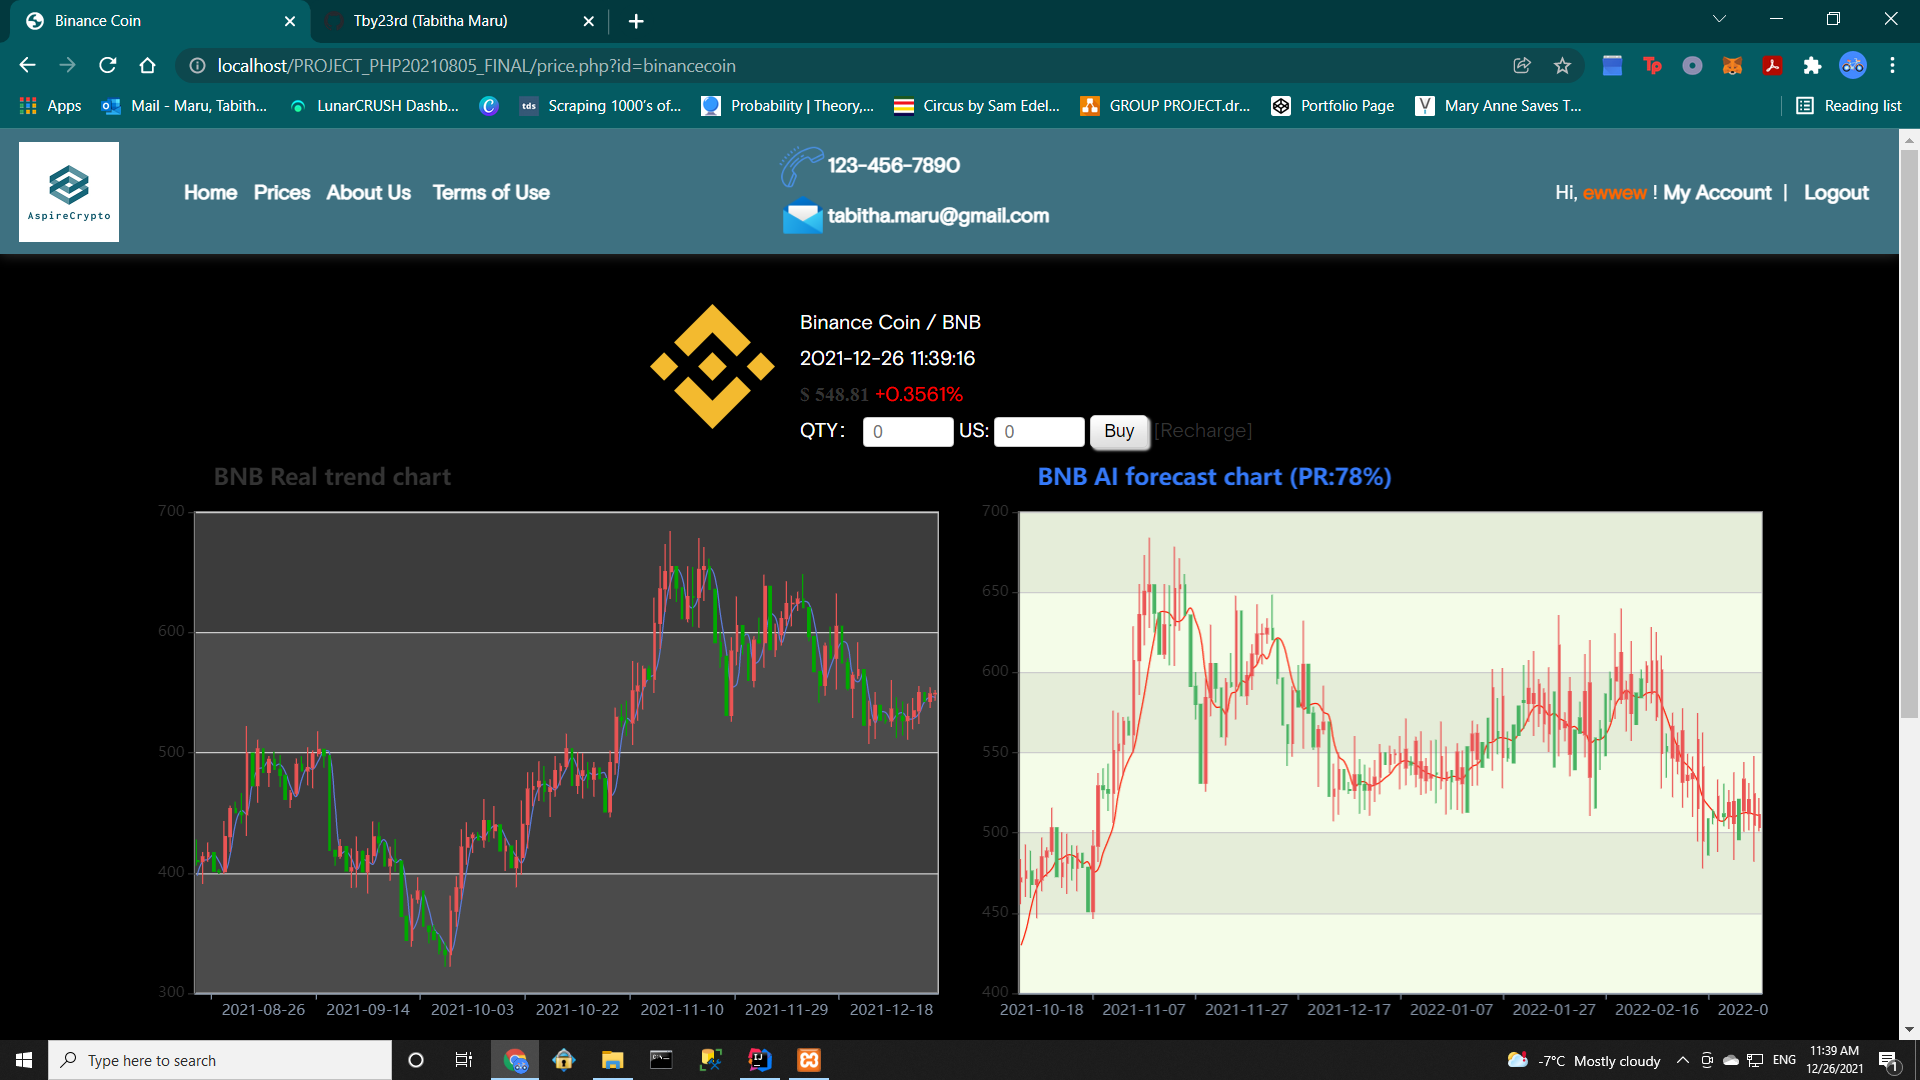 Binance Coin
Tby23rd (Tabitha Maru)
localhost/PROJECT_PHP20210805_FINAL/price.php?id=binancecoin
Apps
Mail - Maru, Tabith...
LunarCRUSH Dashb...
tds
Scraping 1000's of...
Probability | Theory,...
Circus by Sam Edel...
GROUP PROJECT.dr...
Portfolio Page
Mary Anne Saves T...
Reading list
AspireCrypto
Home Prices About Us Terms of Use
123-456-7890
tabitha.maru@gmail.com
Hi, ewwew ! My Account | Logout
Binance Coin / BNB
2021-12-26 11:39:16
$ 548.81 +0.3561%
QTY: 0 US: 0 Buy [Recharge]
BNB Real trend chart
700
600
500
400
300
2021-08-26 2021-09-14 2021-10-03 2021-10-22 2021-11-10 2021-11-29 2021-12-18
BNB AI forecast chart (PR:78%)
700
650
600
550
500
450
400
2021-10-18 2021-11-07 2021-11-27 2021-12-17 2022-01-07 2022-01-27 2022-02-16 2022-0
Type here to search
-7°C Mostly cloudy
ENG
11:39 AM
12/26/2021
1